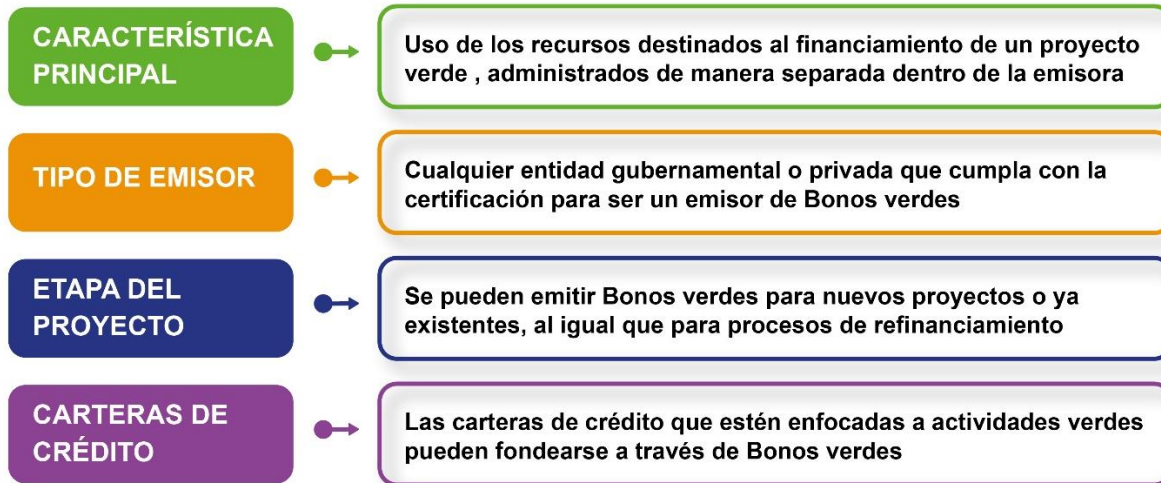 CARACTERÍSTICA
PRINCIPAL
Uso de los recursos destinados al financiamiento de un proyecto
verde , administrados de manera separada dentro de la emisora
TIPO DE EMISOR
Cualquier entidad gubernamental o privada que cumpla con la
certificación para ser un emisor de Bonos verdes
ETAPA DEL
PROYECTO
Se pueden emitir Bonos verdes para nuevos proyectos o ya
existentes, al igual que para procesos de refinanciamiento
CARTERAS DE
CRÉDITO
Las carteras de crédito que estén enfocadas a actividades verdes
pueden fondearse a través de Bonos verdes